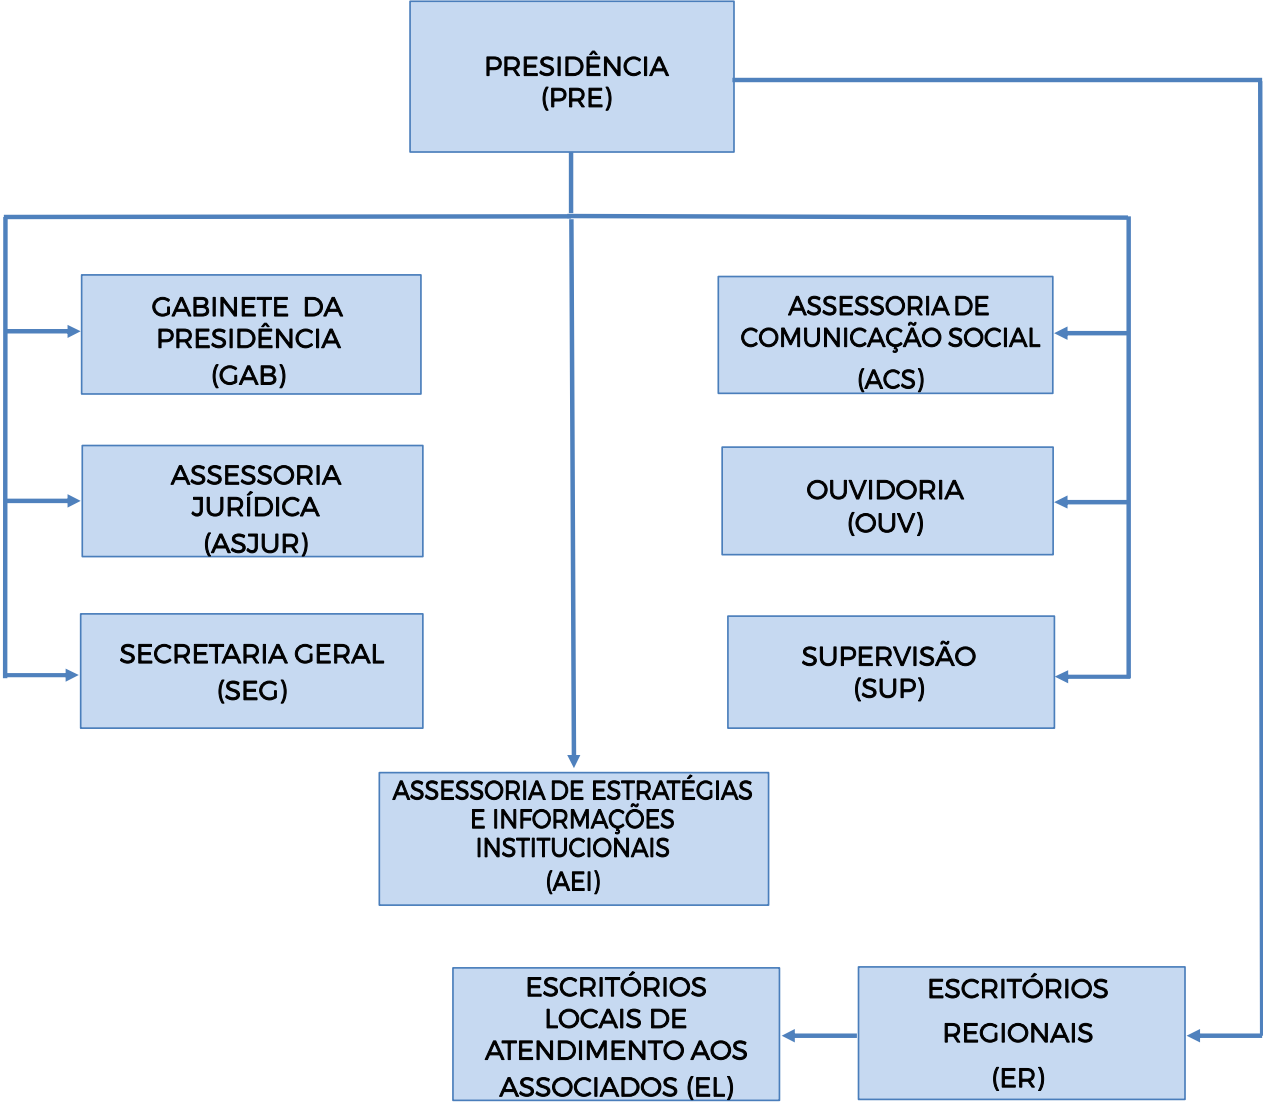 PRESIDÊNCIA
(PRE)
GABINETE DA
PRESIDÊNCIA
(GAB)
ASSESSORIA DE
COMUNICAÇÃO SOCIAL
(ACS)
ASSESSORIA
JURÍDICA
(ASJUR)
OUVIDORIA
(OUV)
SECRETARIA GERAL
(SEG)
SUPERVISÃO
(SUP)
ASSESSORIA DE ESTRATÉGIAS
E INFORMAÇÕES
INSTITUCIONAIS
(AEI)
ESCRITÓRIOS
LOCAIS DE
ATENDIMENTO AOS
ASSOCIADOS (EL)
ESCRITÓRIOS
REGIONAIS
(ER)